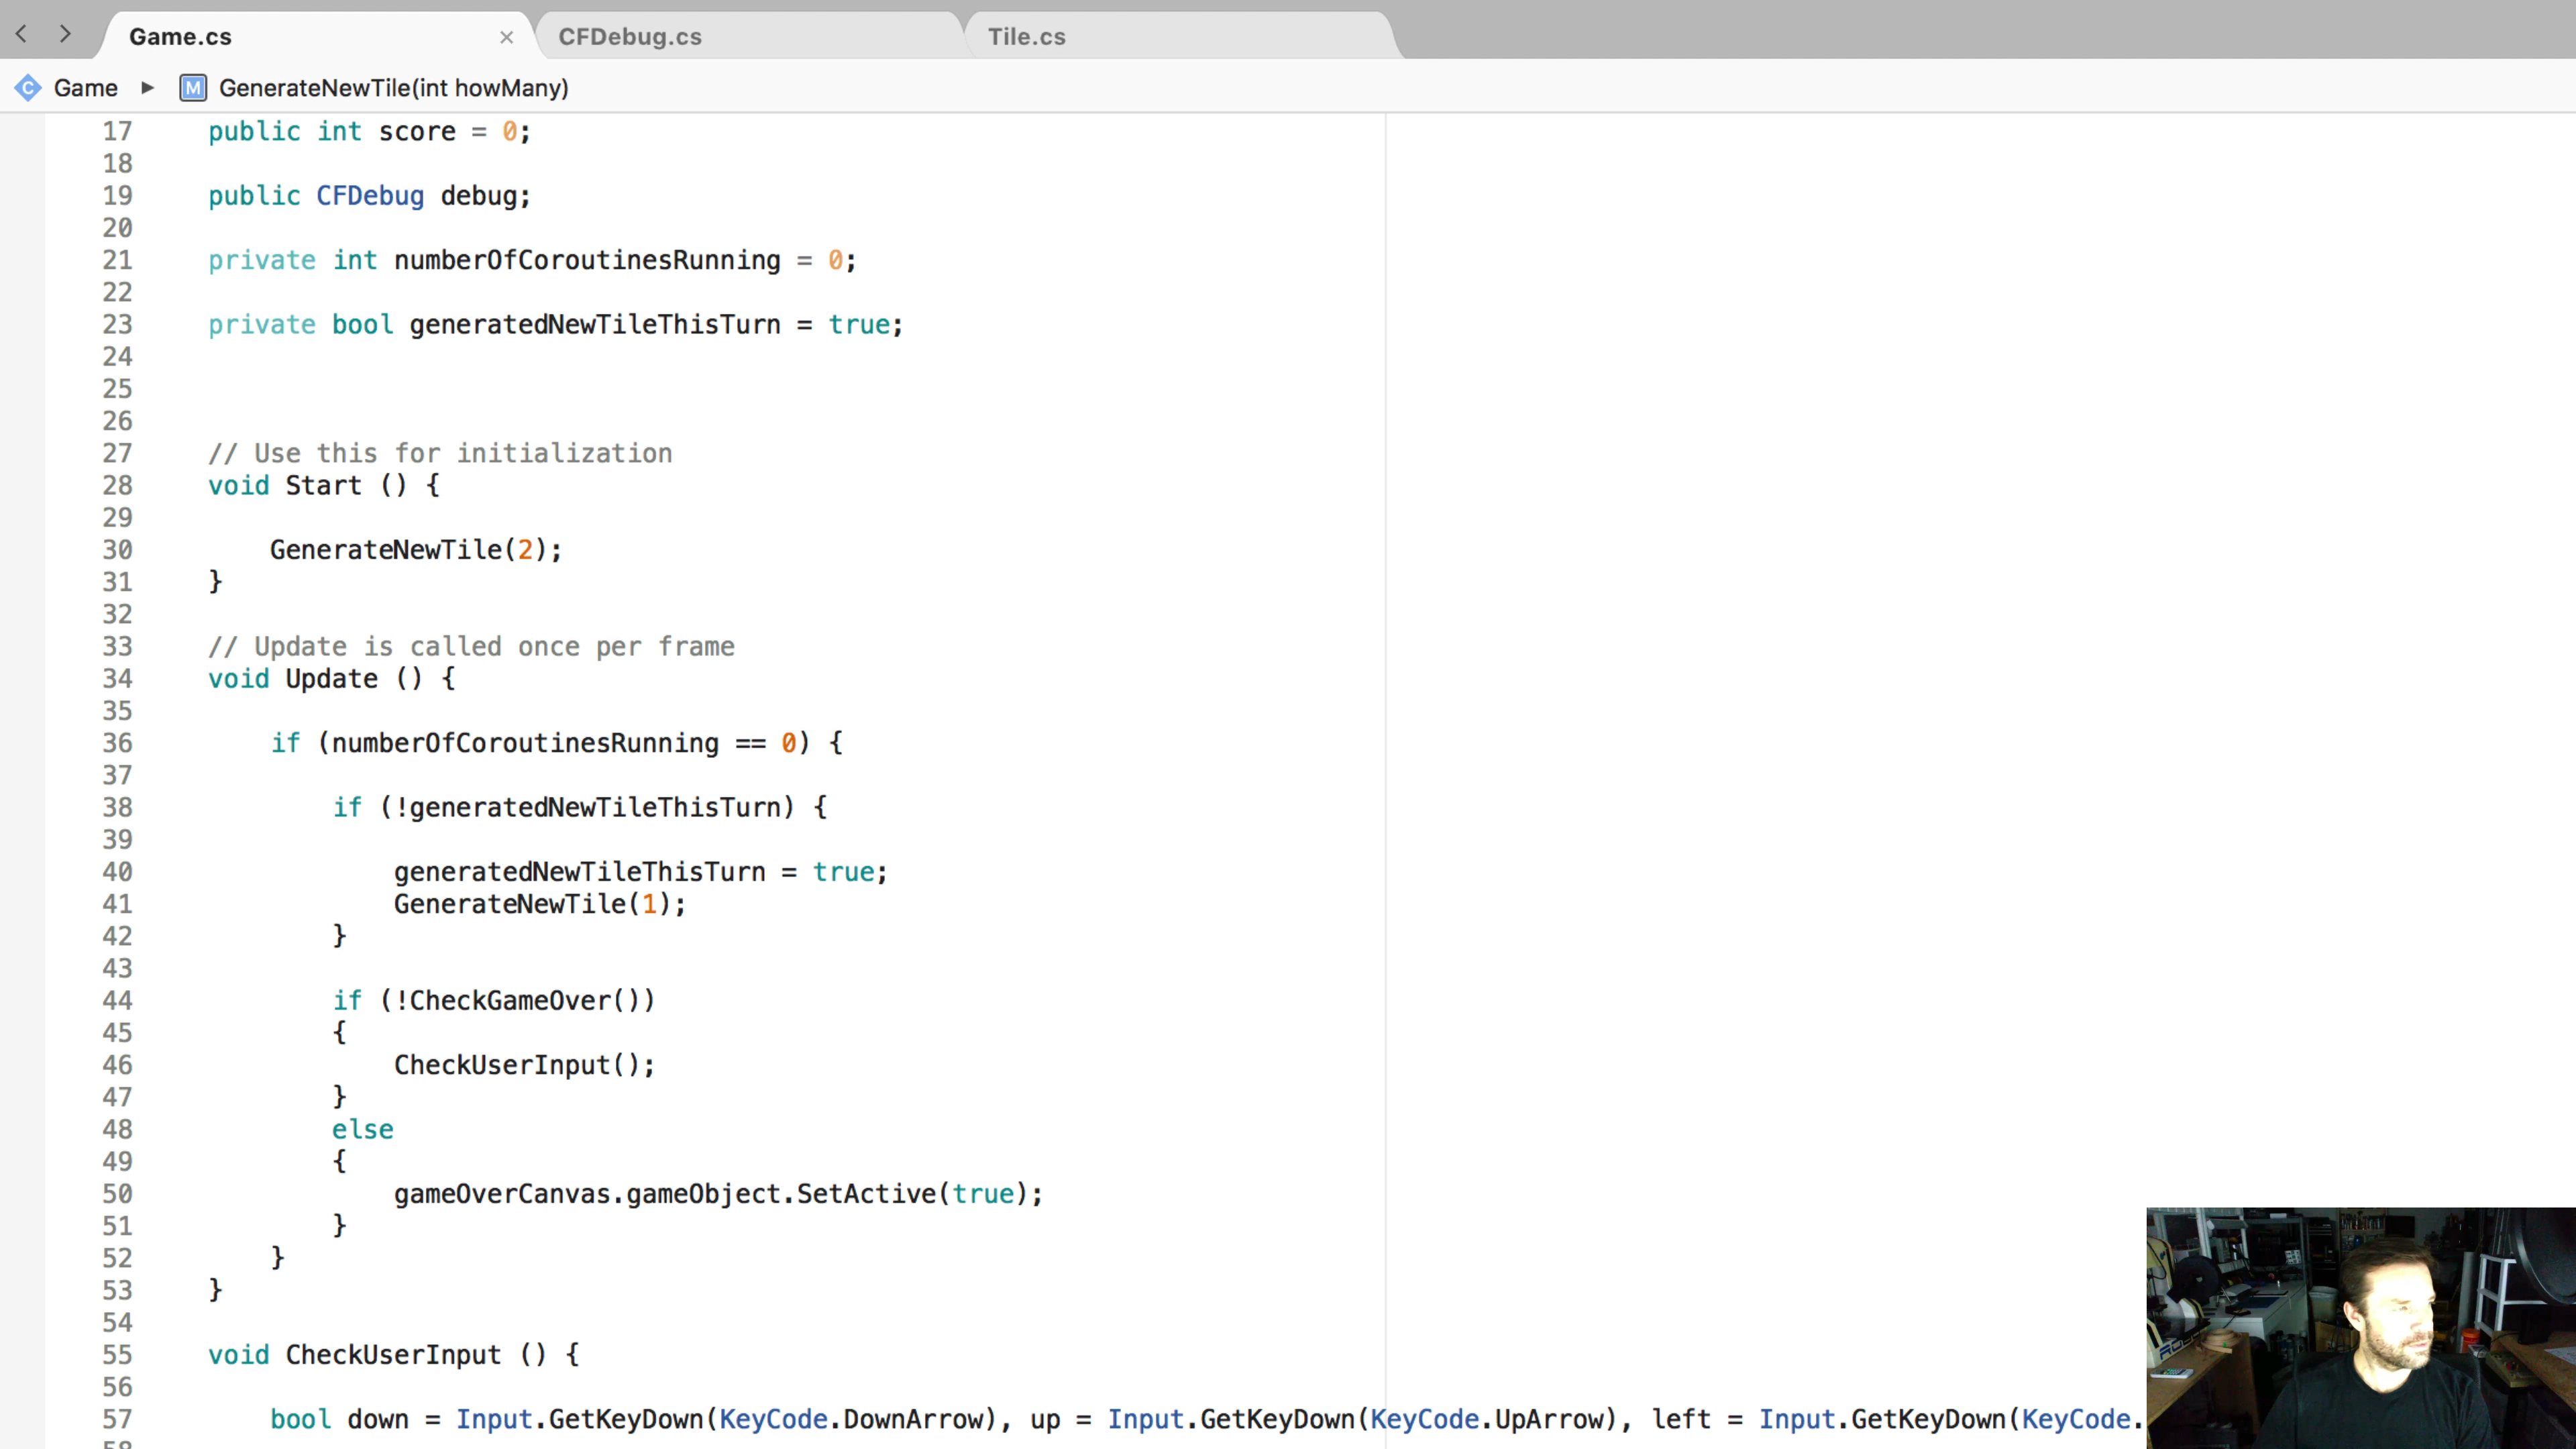 Game.cs
CFDebug.cs
Tile.cs
C Game ▶ M GenerateNewTile(int howMany)
17 public int score = 0;
18
19 public CFDebug debug;
20
21 private int numberOfCoroutinesRunning = 0;
22
23 private bool generatedNewTileThisTurn = true;
24
25
26
27 // Use this for initialization
28 void Start () {
29
30 GenerateNewTile(2);
31 }
32
33 // Update is called once per frame
34 void Update () {
35
36 if (numberOfCoroutinesRunning == 0) {
37
38 if (!generatedNewTileThisTurn) {
39
40 generatedNewTileThisTurn = true;
41 GenerateNewTile(1);
42 }
43
44 if (!CheckGameOver())
45 {
46 CheckUserInput();
47 }
48 else
49 {
50 gameOverCanvas.gameObject.SetActive(true);
51 }
52 }
53 }
54
55 void CheckUserInput () {
56
57 bool down = Input.GetKeyDown(KeyCode.DownArrow), up = Input.GetKeyDown(KeyCode.UpArrow), left = Input.GetKeyDown(KeyCode.
58